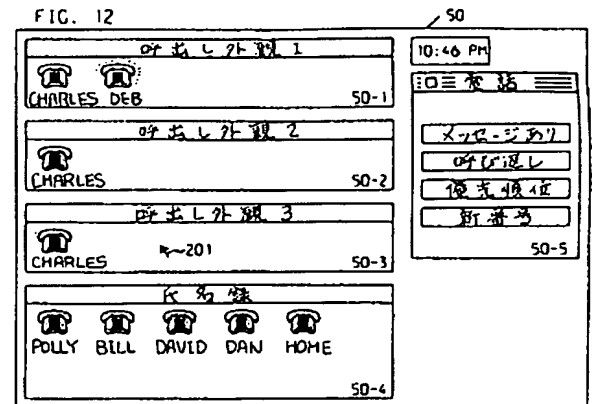 FIG. 12
50
呼出し外観 1
CHARLES DEB
50-1
呼出し外観 2
CHARLES
50-2
呼出し外観 3
CHARLES
201
50-3
氏名録
POLLY BILL DAVID DAN HOME
50-4
10:46 PM
電話
メッセージあり
呼び返し
優先順位
新番号
50-5